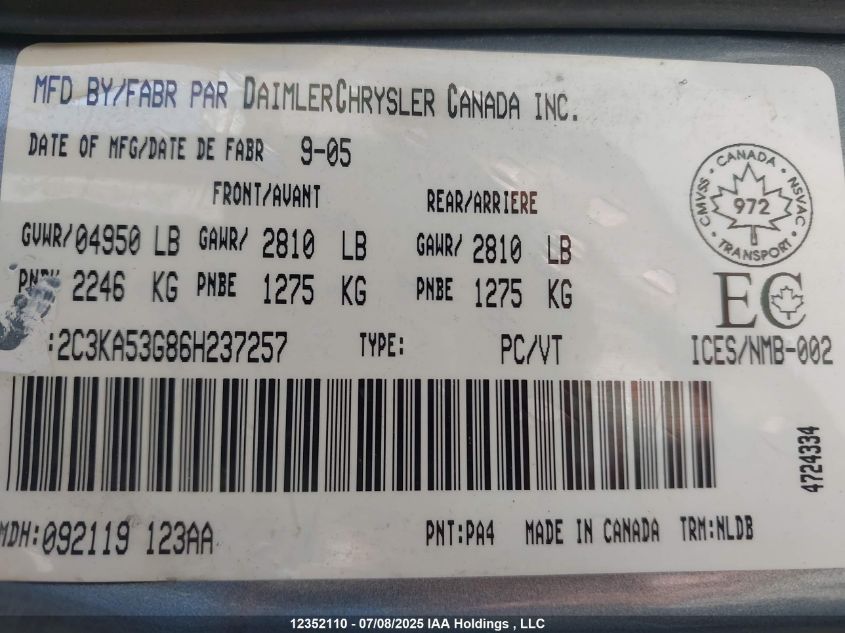 MFD BY/FABR PAR DAIMLERCHRYSLER CANADA INC.
DATE OF MFG/DATE DE FABR 9-05
FRONT/AVANT REAR/ARRIERE
GVWR/04950 LB GAWR/ 2810 LB GAWR/ 2810 LB
2246 KG PNBE 1275 KG PNBE 1275 KG
:2C3KA53G86H237257 TYPE: PC/VT
CANADA
CMVSS 972 NSVAC
TRANSPORT
EC
ICES/NMB-002
4724334
MDH:092119 123AA PNT:PA4 MADE IN CANADA TRM:NLDB
12352110 - 07/08/2025 IAA Holdings , LLC